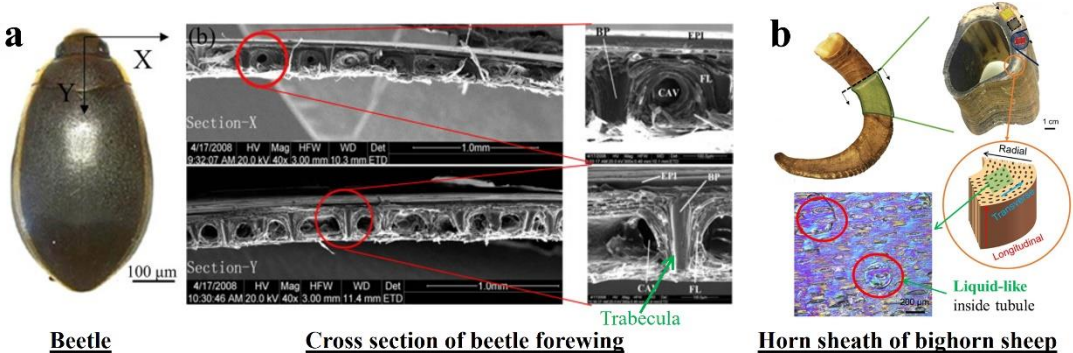 a
X
Y
100 μm
Beetle
(b)
Section-X
4/17/2008 HV Mag HFW WD Det
9:32:07 AM 20.0 kV 40x 3.00 mm 10.3 mm ETD
1.0mm
BP
EPI
FL
CAV
Section-Y
4/17/2008 HV Mag HFW WD Det
10:30:46 AM 20.0 kV 40x 3.00 mm 11.4 mm ETD
1.0mm
EPI
BP
CAV
FL
Trabecula
Cross section of beetle forewing
b
1 cm
Radial
Transverse
Longitudinal
200 μm
Liquid-like
inside tubule
Horn sheath of bighorn sheep